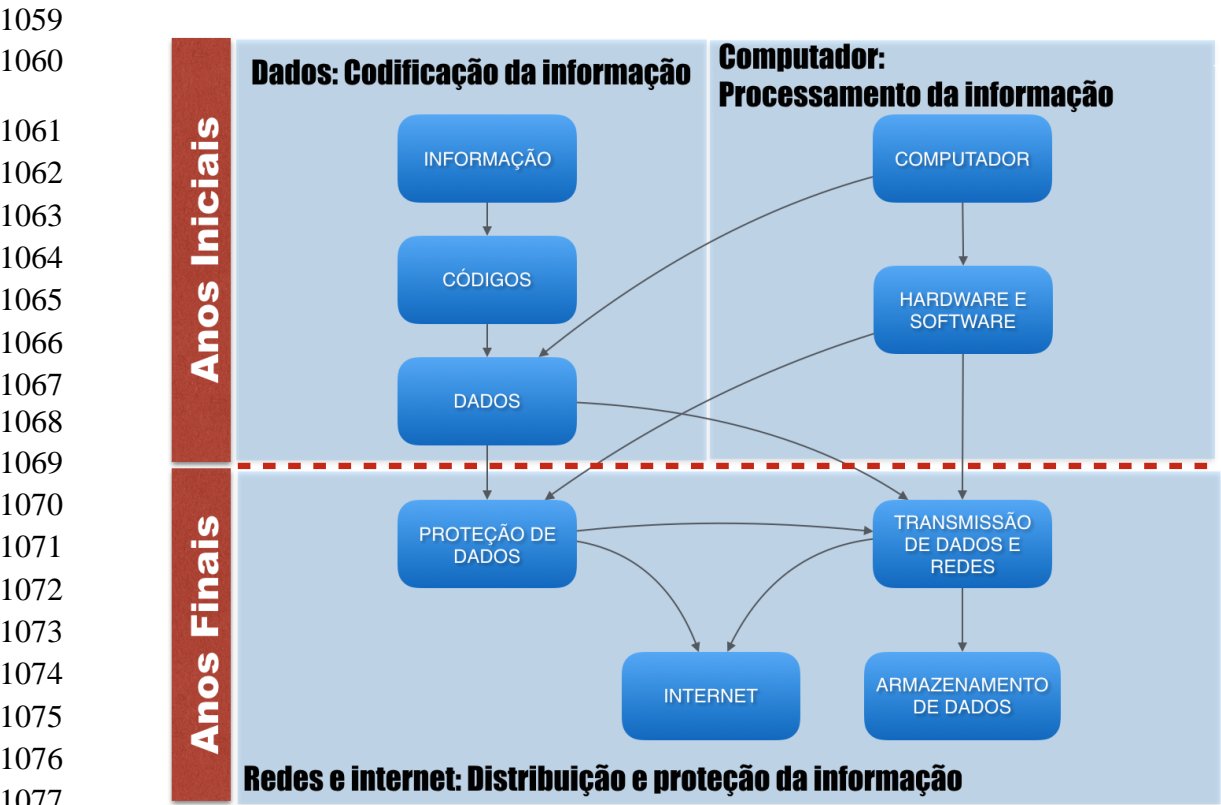 1059
1060
1061
1062
1063
1064
1065
1066
1067
1068
1069
1070
1071
1072
1073
1074
1075
1076
1077
Anos Iniciais
Dados: Codificação da informação
INFORMAÇÃO
CÓDIGOS
DADOS
Computador:
Processamento da informação
COMPUTADOR
HARDWARE E
SOFTWARE
Anos Finais
PROTEÇÃO DE
DADOS
TRANSMISSÃO
DE DADOS E
REDES
INTERNET
ARMAZENAMENTO
DE DADOS
Redes e internet: Distribuição e proteção da informação